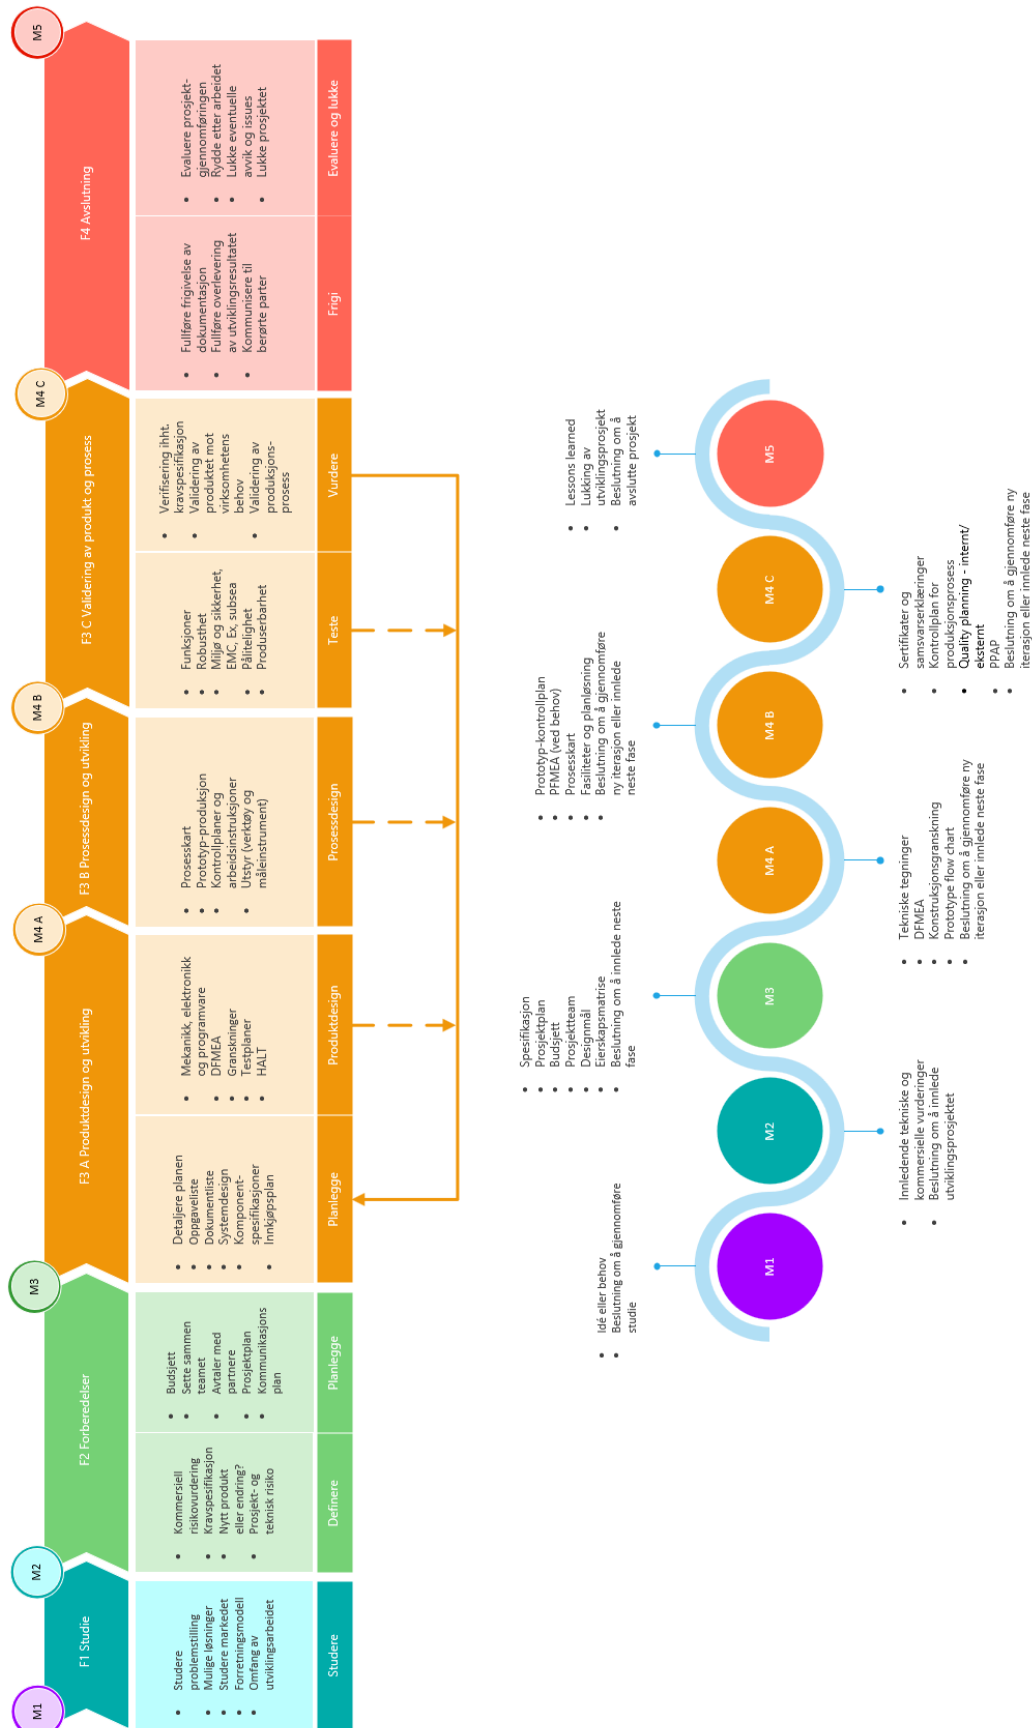 M1
F1 Studie
M2
F2 Forberedelser
M3
F3 A Produktdesign og utvikling
M4 A
F3 B Prosessdesign og utvikling
M4 B
F3 C Validering av produkt og prosess
M4 C
F4 Avslutning
M5
• Studere
problemstilling
• Mulige løsninger
• Studere markedet
• Forretningsmodell
• Omfang av
utviklingsarbeidet
Studere
• Kommersiell
risikovurdering
• Kravspesifikasjon
• Nytt produkt
eller endring?
• Prosjekt- og
teknisk risiko
Definere
• Budsjett
• Sette sammen
teamet
• Avtaler med
partnere
• Prosjektplan
• Kommunikasjons
plan
Planlegge
• Detaljere planen
• Oppgaveliste
• Dokumentliste
• Systemdesign
• Komponent-
spesifikasjoner
• Innkjøpsplan
Planlegge
• Mekanikk, elektronikk
og programvare
• DFMEA
• Granskninger
• Testplaner
• HALT
Produktdesign
• Prosesskart
• Prototyp-produksjon
• Kontrollplaner og
arbeidsinstruksjoner
• Utstyr (verktøy og
måleinstrument)
Prosessdesign
• Funksjoner
• Robusthet
• Miljø og sikkerhet,
EMC, Ex, subsea
• Pålitelighet
• Produserbarhet
Teste
• Verifisering ihht.
kravspesifikasjon
• Validering av
produktet mot
virksomhetens
behov
• Validering av
produksjons-
prosess
Vurdere
• Fullføre frigivelse av
dokumentasjon
• Fullføre overlevering
av utviklingsresultatet
• Kommunisere til
berørte parter
Frigi
• Evaluere prosjekt-
gjennomføringen
• Rydde etter arbeidet
• Lukke eventuelle
avvik og issues
• Lukke prosjektet
Evaluere og lukke
• Idé eller behov
• Beslutning om å gjennomføre
studie
M1
M2
• Innledende tekniske og
kommersielle vurderinger
• Beslutning om å innlede
utviklingsprosjektet
• Spesifikasjon
• Prosjektplan
• Budsjett
• Prosjektteam
• Designmål
• Eierskapsmatrise
• Beslutning om å innlede neste
fase
M3
M4 A
• Tekniske tegninger
• DFMEA
• Konstruksjonsgranskning
• Prototype flow chart
• Beslutning om å gjennomføre ny
iterasjon eller innlede neste fase
• Prototyp-kontrollplan
• PFMEA (ved behov)
• Prosesskart
• Fasiliteter og planløsning
• Beslutning om å gjennomføre
ny iterasjon eller innlede
neste fase
M4 B
M4 C
• Sertifikater og
samsvarserklæringer
• Kontrollplan for
produksjonsprosess
• Quality planning - internt/
eksternt
• PPAP
• Beslutning om å gjennomføre ny
iterasjon eller innlede neste fase
• Lessons learned
• Lukking av
utviklingsprosjekt
• Beslutning om å
avslutte prosjekt
M5